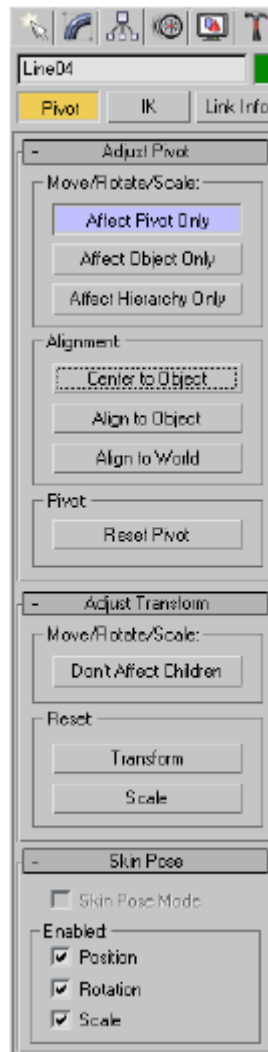 Line04
Pivot IK Link Info
- Adjust Pivot
Move/Rotate/Scale:
Affect Pivot Only
Affect Object Only
Affect Hierarchy Only
Alignment:
Center to Object
Align to Object
Align to World
Pivot:
Reset Pivot
- Adjust Transform
Move/Rotate/Scale:
Don't Affect Children
Reset:
Transform
Scale
- Skin Pose
Skin Pose Mode
Enabled:
Position
Rotation
Scale